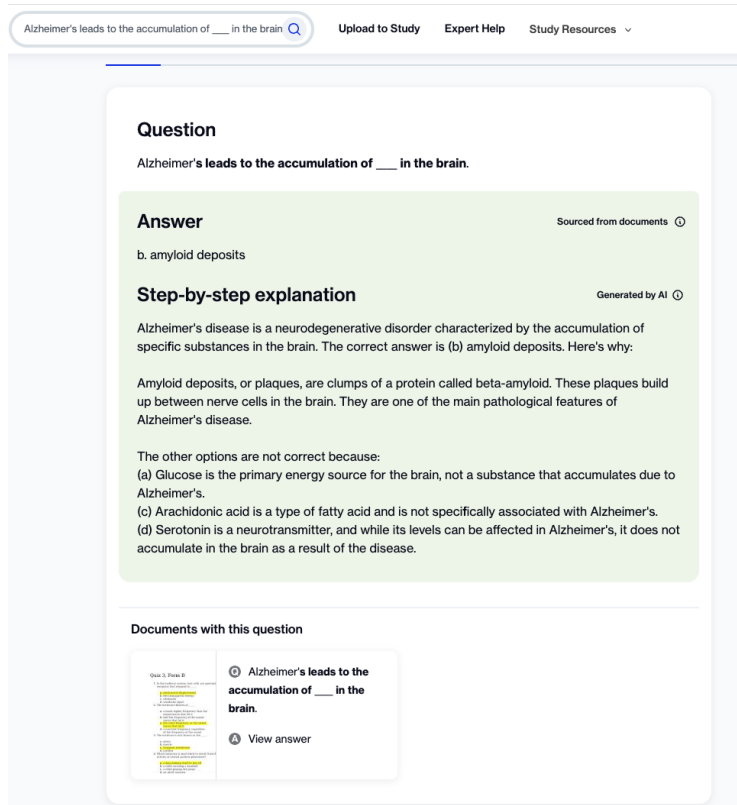 Alzheimer's leads to the accumulation of ___ in the brain
Upload to Study
Expert Help
Study Resources
Question
Alzheimer's leads to the accumulation of ___ in the brain.
Answer
Sourced from documents
b. amyloid deposits
Step-by-step explanation
Generated by AI
Alzheimer's disease is a neurodegenerative disorder characterized by the accumulation of
specific substances in the brain. The correct answer is (b) amyloid deposits. Here's why:
Amyloid deposits, or plaques, are clumps of a protein called beta-amyloid. These plaques build
up between nerve cells in the brain. They are one of the main pathological features of
Alzheimer's disease.
The other options are not correct because:
(a) Glucose is the primary energy source for the brain, not a substance that accumulates due to
Alzheimer's.
(c) Arachidonic acid is a type of fatty acid and is not specifically associated with Alzheimer's.
(d) Serotonin is a neurotransmitter, and while its levels can be affected in Alzheimer's, it does not
accumulate in the brain as a result of the disease.
Documents with this question
Quiz 3, Form B
Q Alzheimer's leads to the
accumulation of ___ in the
brain.
A View answer